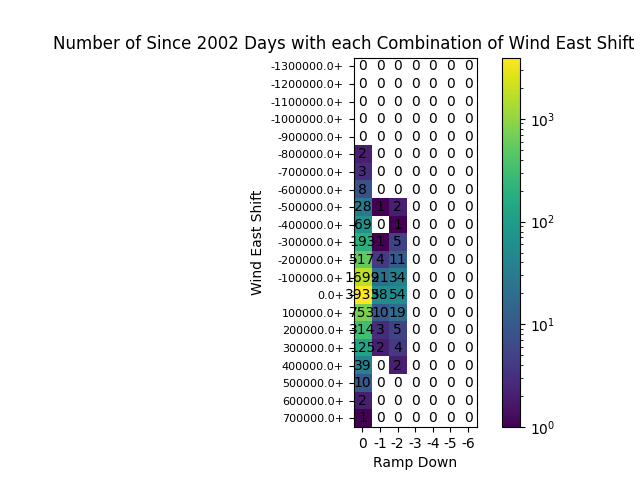 Number of Since 2002 Days with each Combination of Wind East Shift
-1300000.0+ 0 0 0 0 0 0 0
-1200000.0+ 0 0 0 0 0 0 0
-1100000.0+ 0 0 0 0 0 0 0
-1000000.0+ 0 0 0 0 0 0 0
-900000.0+ 0 0 0 0 0 0 0
-800000.0+ 2 0 0 0 0 0 0
-700000.0+ 3 0 0 0 0 0 0
-600000.0+ 8 0 0 0 0 0 0
-500000.0+ 28 1 2 0 0 0 0
-400000.0+ 69 0 1 0 0 0 0
-300000.0+ 193 1 5 0 0 0 0
-200000.0+ 517 4 11 0 0 0 0
-100000.0+ 34 0 0 0 0
0.0+ 54 0 0 0 0
100000.0+ 753 10 19 0 0 0 0
200000.0+ 314 3 5 0 0 0 0
300000.0+ 125 2 4 0 0 0 0
400000.0+ 39 0 2 0 0 0 0
500000.0+ 10 0 0 0 0 0 0
600000.0+ 2 0 0 0 0 0 0
700000.0+ 1 0 0 0 0 0 0
0 -1 -2 -3 -4 -5 -6
Ramp Down
Wind East Shift
10³
10²
10¹
10⁰